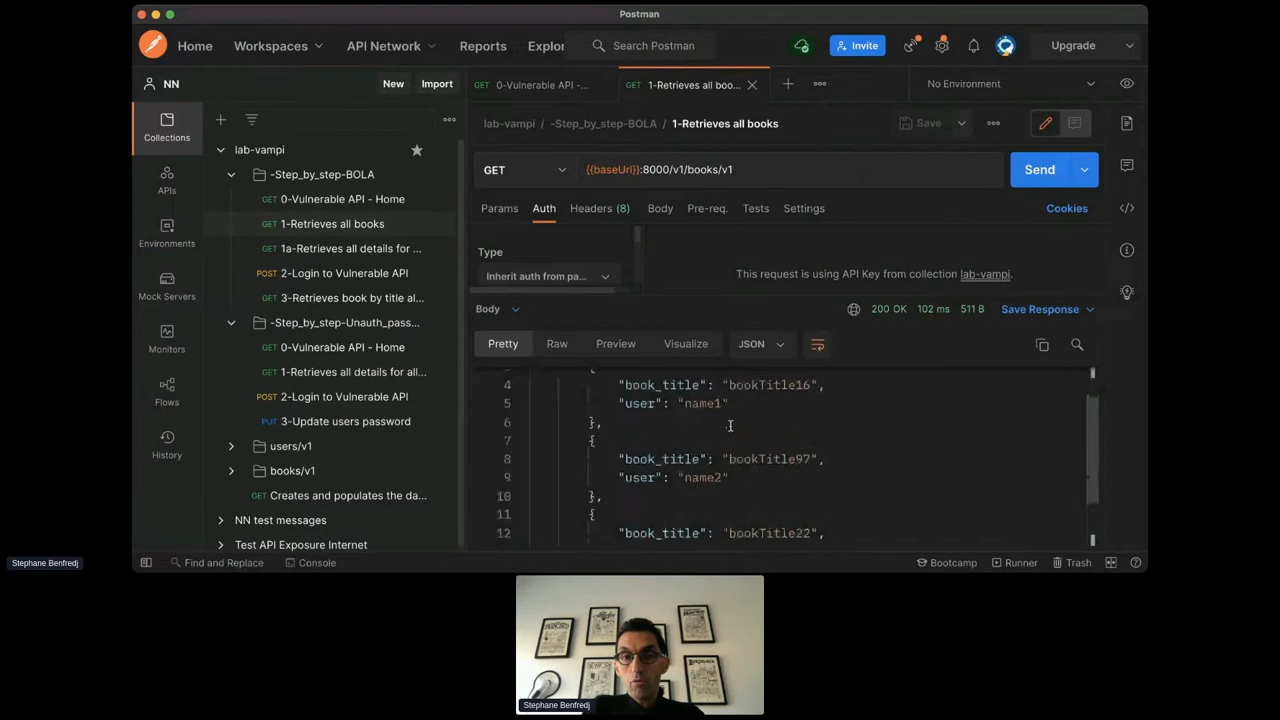 Postman
Home Workspaces API Network Reports Explor Search Postman Invite Upgrade
NN New Import GET 0-Vulnerable API -... GET 1-Retrieves all boo... No Environment
Collections
lab-vampi
-Step_by_step-BOLA
GET 0-Vulnerable API - Home
GET 1-Retrieves all books
GET 1a-Retrieves all details for ...
POST 2-Login to Vulnerable API
GET 3-Retrieves book by title al...
-Step_by_step-Unauth_pass...
GET 0-Vulnerable API - Home
GET 1-Retrieves all details for all...
POST 2-Login to Vulnerable API
PUT 3-Update users password
users/v1
books/v1
GET Creates and populates the da...
NN test messages
Test API Exposure Internet
APIs
Environments
Mock Servers
Monitors
Flows
History
lab-vampi / -Step_by_step-BOLA / 1-Retrieves all books Save
GET {{baseUrl}}:8000/v1/books/v1 Send
Params Auth Headers (8) Body Pre-req. Tests Settings Cookies
Type
Inherit auth from pa...
This request is using API Key from collection lab-vampi.
Body 200 OK 102 ms 511 B Save Response
Pretty Raw Preview Visualize JSON
4 "book_title": "bookTitle16",
5 "user": "name1"
6 },
7 {
8 "book_title": "bookTitle97",
9 "user": "name2"
10 },
11 {
12 "book_title": "bookTitle22",
Find and Replace Console Bootcamp Runner Trash
Stephane Benfredj
Stephane Benfredj